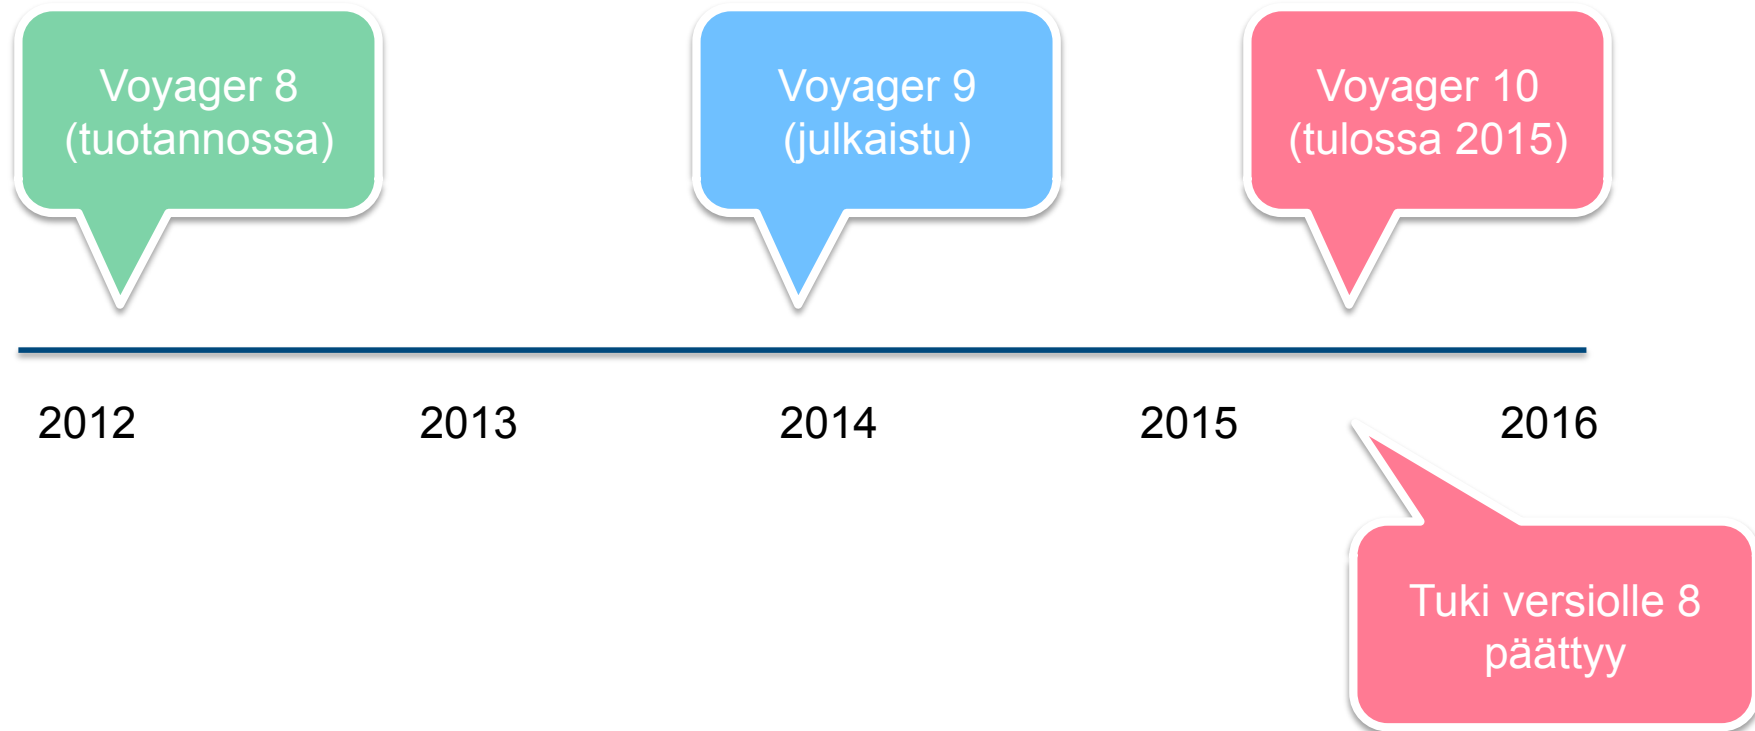 Voyager 8
(tuotannossa)
Voyager 9
(julkaistu)
Voyager 10
(tulossa 2015)
2012
2013
2014
2015
2016
Tuki versiolle 8
päättyy